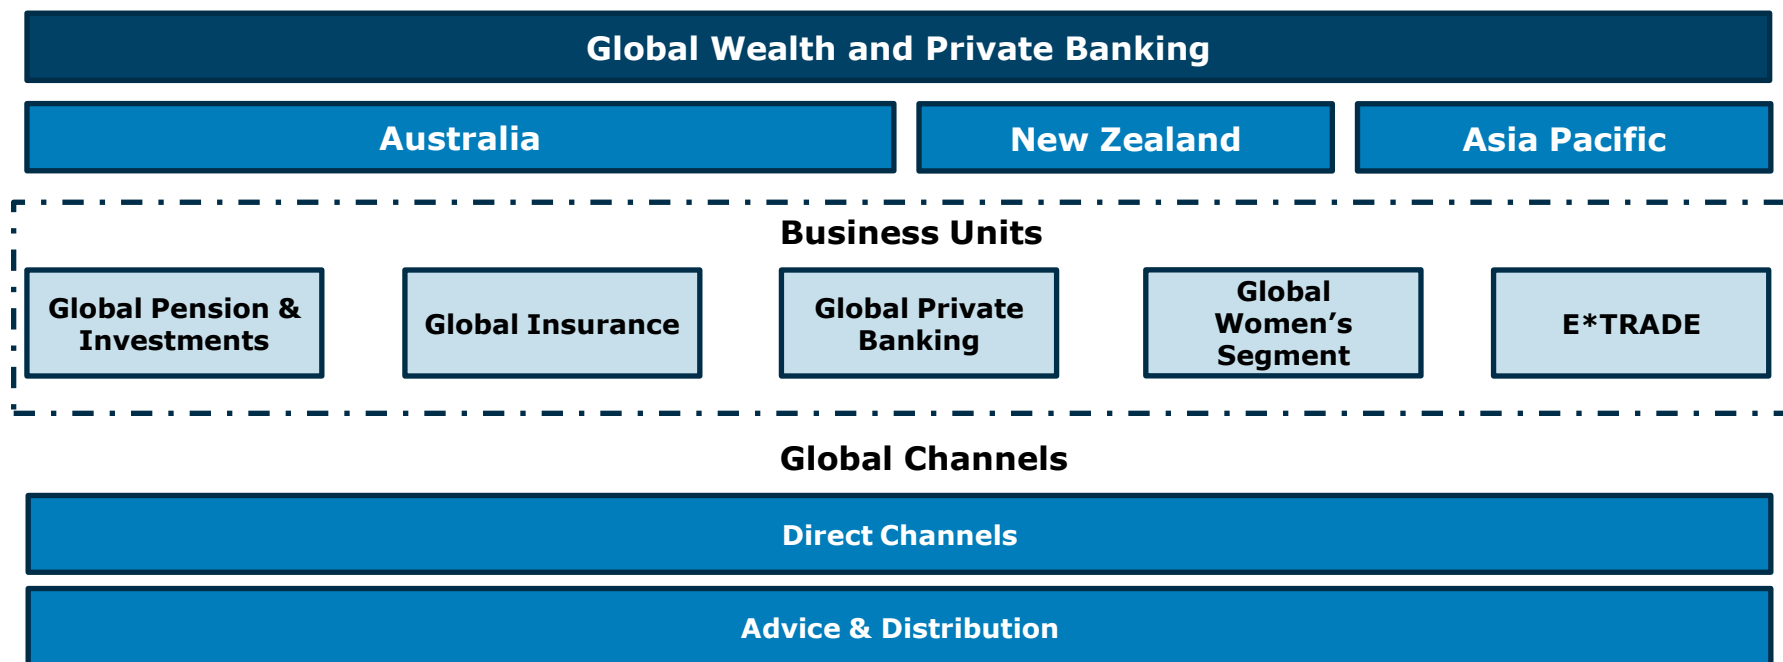 Global Wealth and Private Banking
Australia
New Zealand
Asia Pacific
Business Units
Global Pension &
Investments
Global Insurance
Global Private
Banking
Global
Women’s
Segment
E*TRADE
Global Channels
Direct Channels
Advice & Distribution